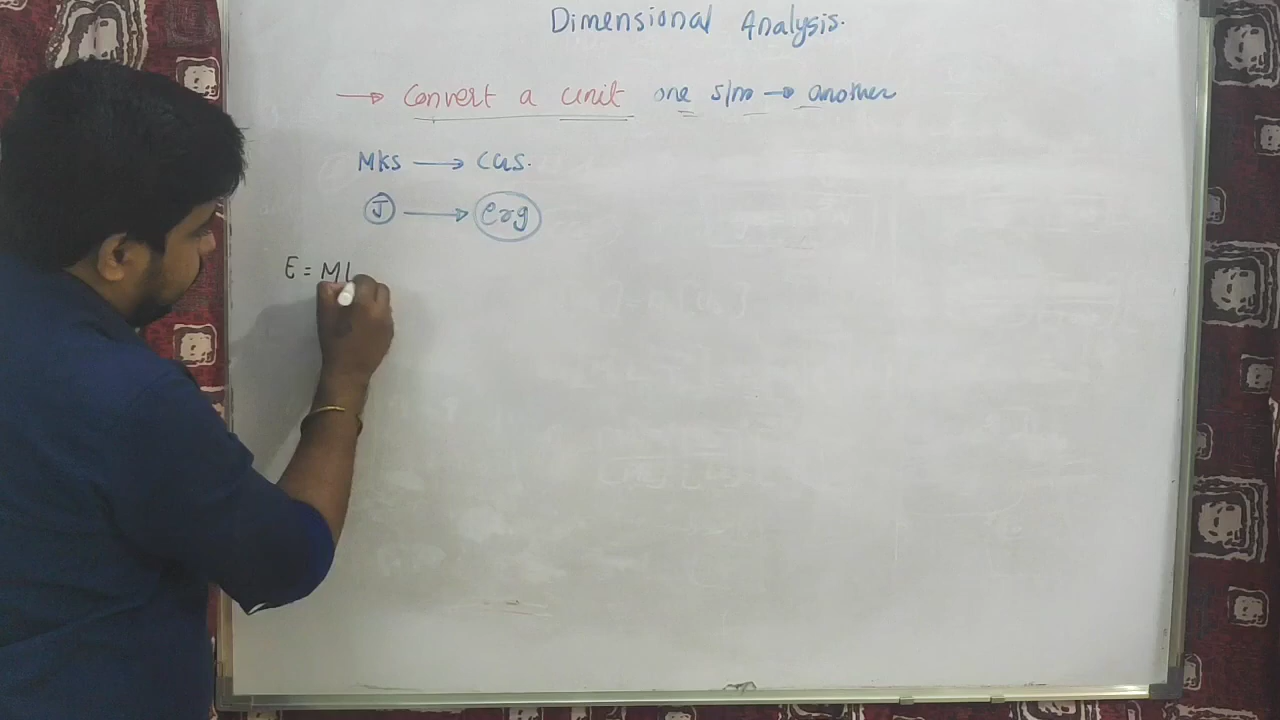 Dimensional Analysis.
→ Convert a unit one s/m → another
MKS → CGS.
J → erg
E = ML